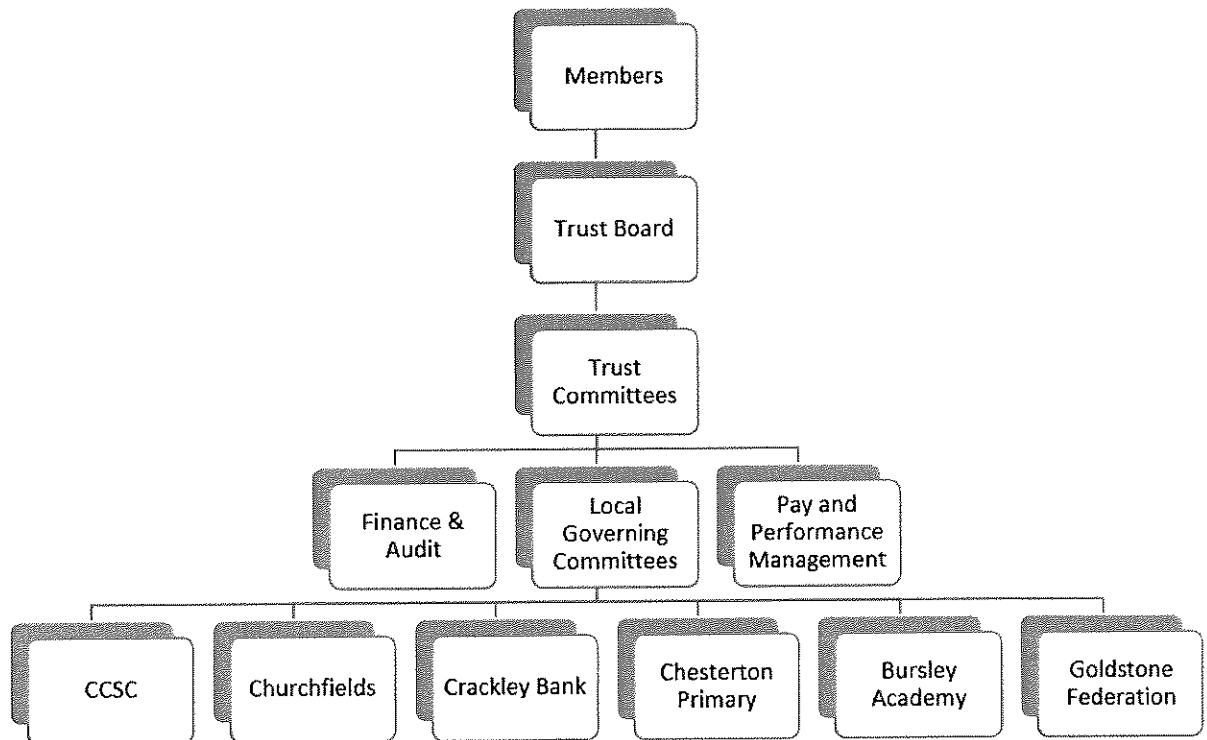 Members
Trust Board
Trust
Committees
Finance &
Audit
Local
Governing
Committees
Pay and
Performance
Management
CCSC
Churchfields
Crackley Bank
Chesterton
Primary
Bursley
Academy
Goldstone
Federation